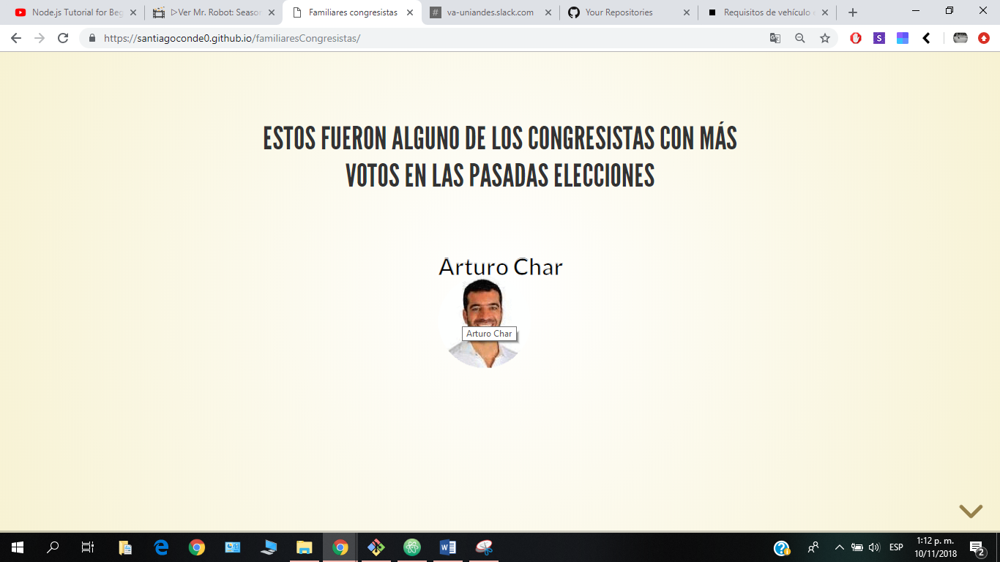 Node.js Tutorial for Beg
▷Ver Mr. Robot: Season
Familiares congresistas
va-uniandes.slack.com
Your Repositories
Requisitos de vehículo e
https://santiagoconde0.github.io/familiaresCongresistas/
ESTOS FUERON ALGUNO DE LOS CONGRESISTAS CON MÁS
VOTOS EN LAS PASADAS ELECCIONES
Arturo Char
Arturo Char
ESP
1:12 p. m.
10/11/2018
2